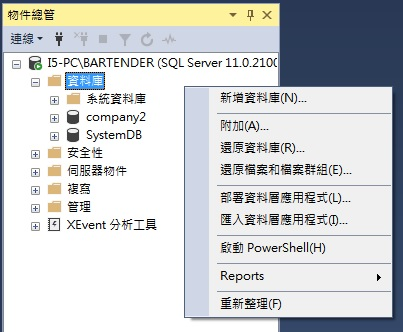 物件總管
連線
I5-PC\BARTENDER (SQL Server 11.0.2100
資料庫
系統資料庫
company2
SystemDB
安全性
伺服器物件
複寫
管理
XEvent 分析工具
新增資料庫(N)...
附加(A)...
還原資料庫(R)...
還原檔案和檔案群組(E)...
部署資料層應用程式(L)...
匯入資料層應用程式(I)...
啟動 PowerShell(H)
Reports
重新整理(F)